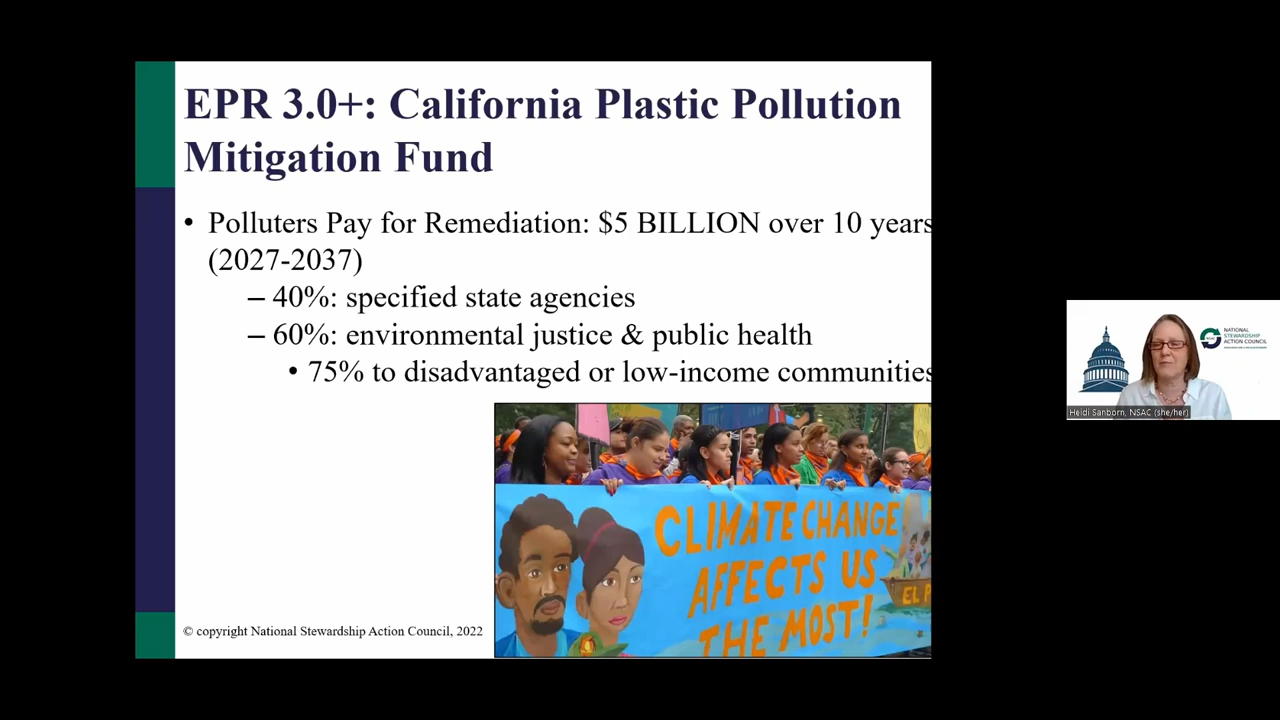 EPR 3.0+: California Plastic Pollution
Mitigation Fund
• Polluters Pay for Remediation: $5 BILLION over 10 years
(2027-2037)
– 40%: specified state agencies
– 60%: environmental justice & public health
• 75% to disadvantaged or low-income communities
CLIMATE CHANGE
AFFECTS US
THE MOST!
EL P
© copyright National Stewardship Action Council, 2022
NATIONAL
STEWARDSHIP
ACTION COUNCIL
Heidi Sanborn, NSAC (she/her)